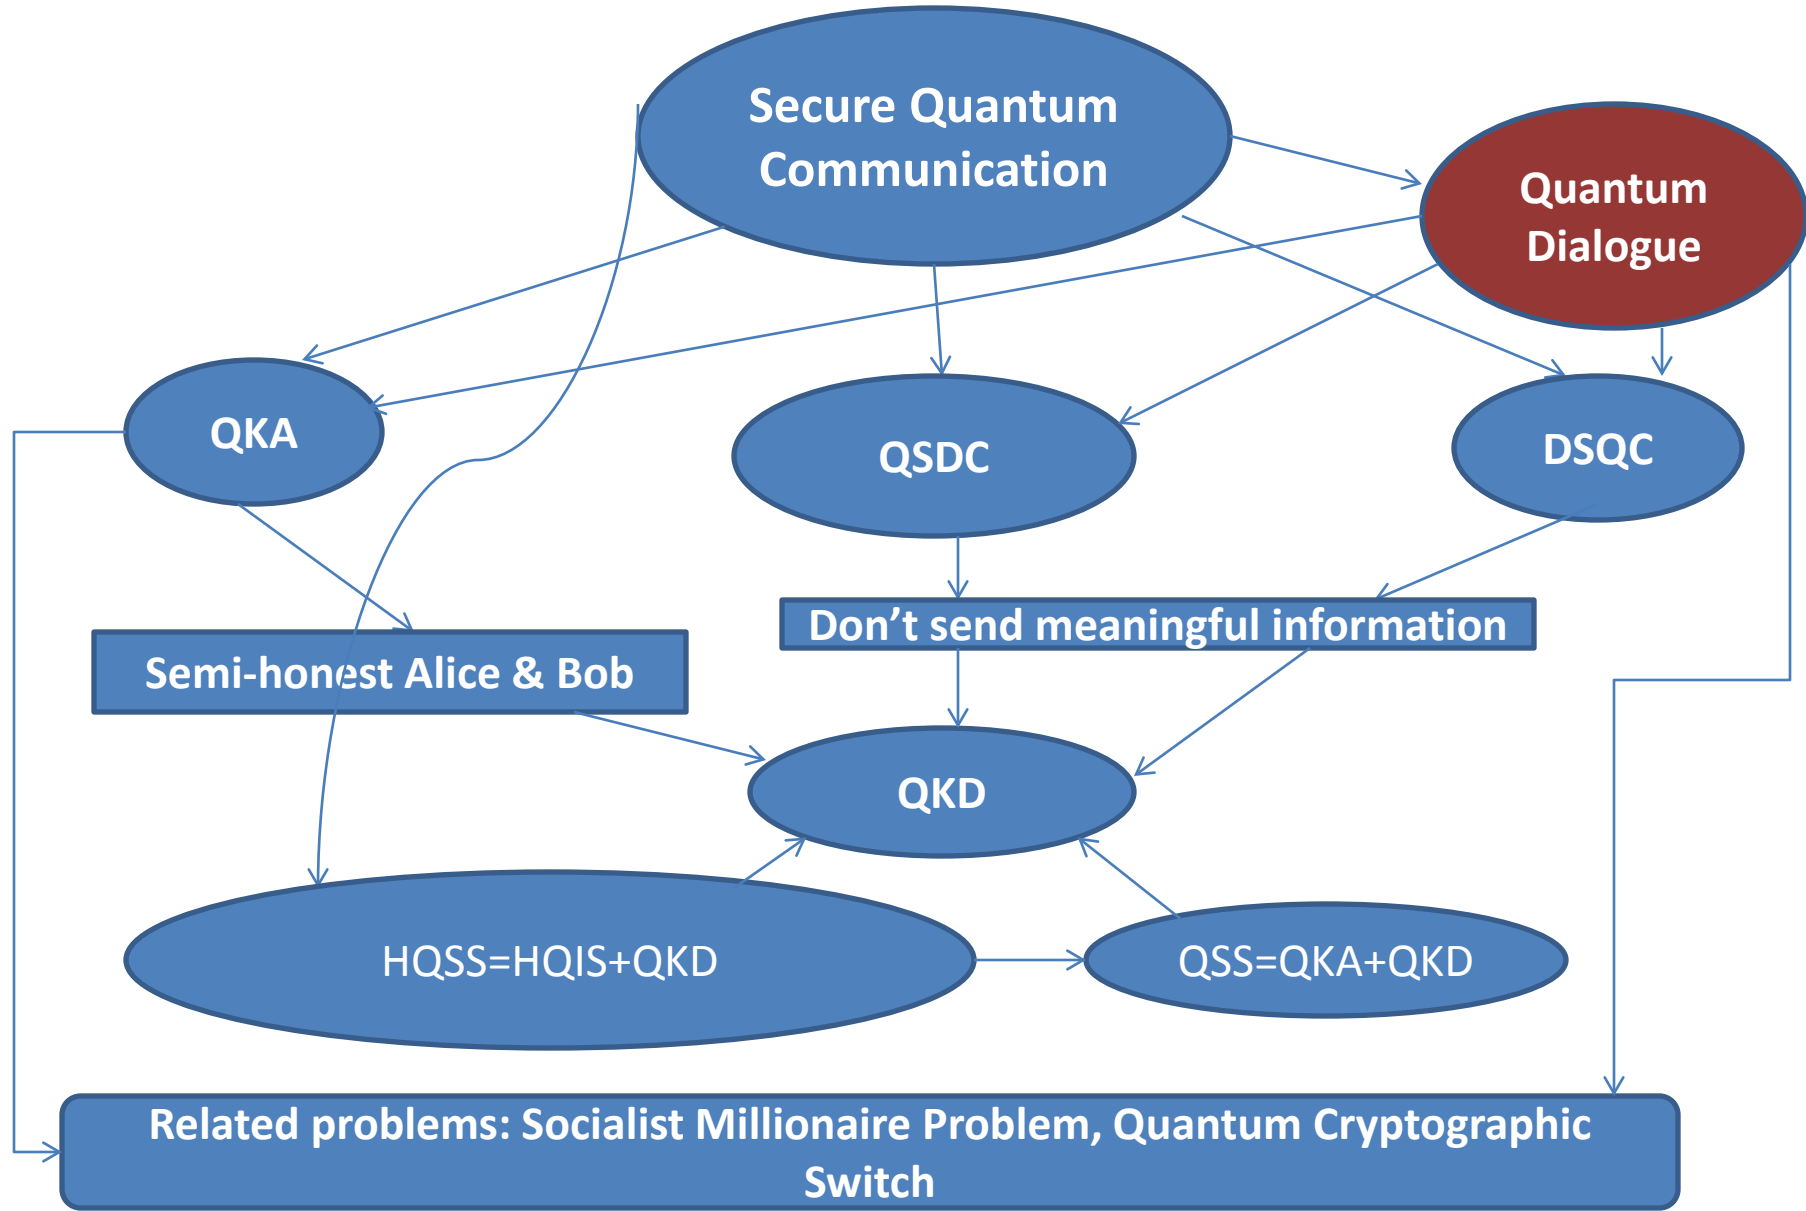 Secure Quantum
Communication
Quantum
Dialogue
QKA
QSDC
DSQC
Don’t send meaningful information
Semi-honest Alice & Bob
QKD
HQSS=HQIS+QKD
QSS=QKA+QKD
Related problems: Socialist Millionaire Problem, Quantum Cryptographic
Switch